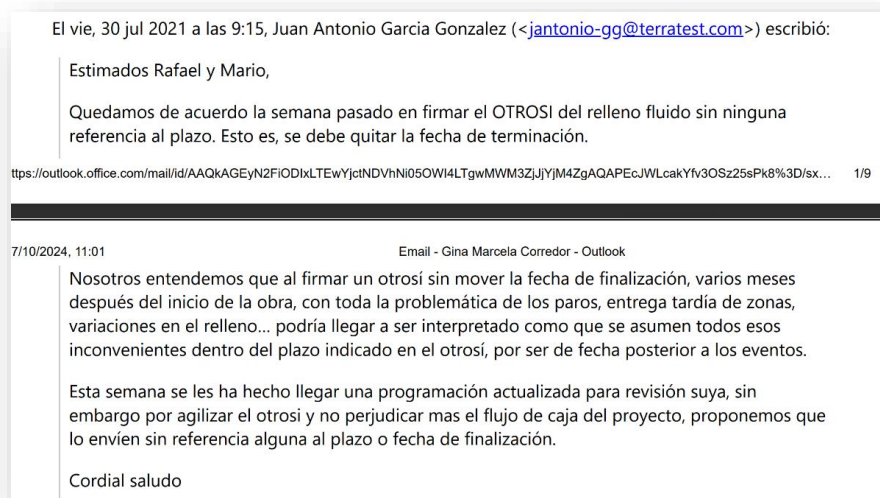 El vie, 30 jul 2021 a las 9:15, Juan Antonio Garcia Gonzalez (<jantonio-gg@terratest.com>) escribió:
Estimados Rafael y Mario,
Quedamos de acuerdo la semana pasado en firmar el OTROSI del relleno fluido sin ninguna
referencia al plazo. Esto es, se debe quitar la fecha de terminación.
ttps://outlook.office.com/mail/id/AAQkAGEyN2FiODIxLTEwYjctNDVhNi05OWI4LTgwMWM3ZjJjYjM4ZgAQAPEcJWLcakYfv3OSz25sPk8%3D/sx... 1/9
7/10/2024, 11:01 Email - Gina Marcela Corredor - Outlook
Nosotros entendemos que al firmar un otrosí sin mover la fecha de finalización, varios meses
después del inicio de la obra, con toda la problemática de los paros, entrega tardía de zonas,
variaciones en el relleno... podría llegar a ser interpretado como que se asumen todos esos
inconvenientes dentro del plazo indicado en el otrosí, por ser de fecha posterior a los eventos.
Esta semana se les ha hecho llegar una programación actualizada para revisión suya, sin
embargo por agilizar el otrosi y no perjudicar mas el flujo de caja del proyecto, proponemos que
lo envíen sin referencia alguna al plazo o fecha de finalización.
Cordial saludo